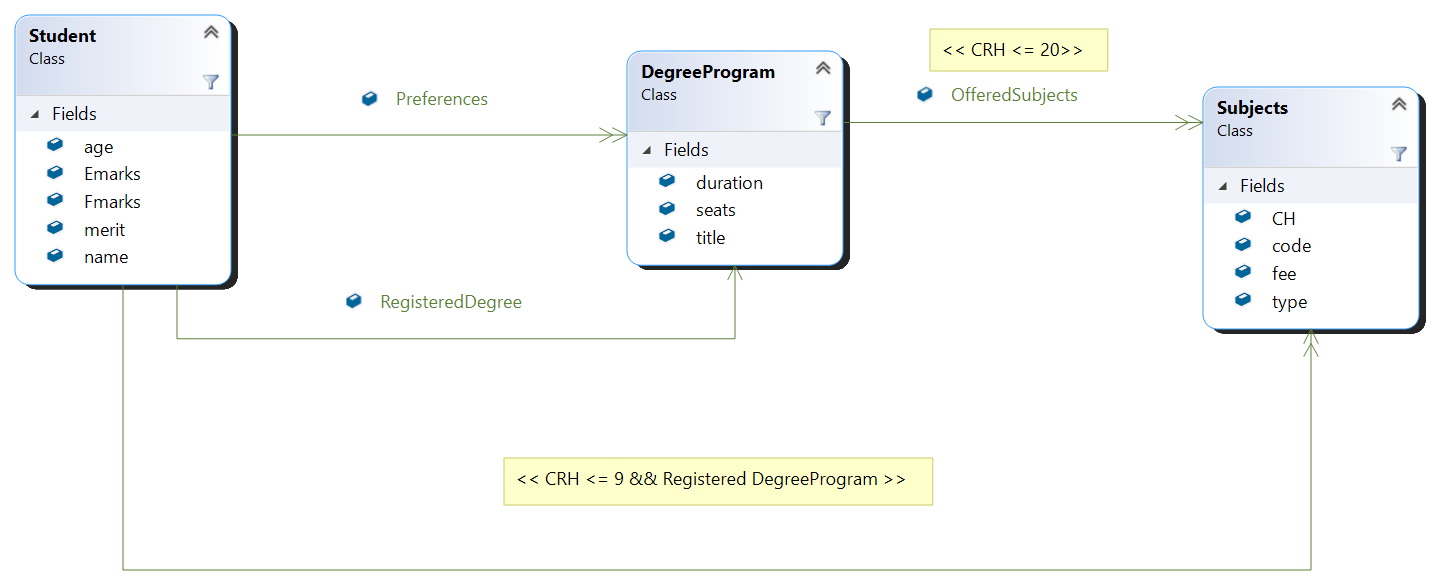 Student
Class
Fields
age
Emarks
Fmarks
merit
name
Preferences
RegisteredDegree
DegreeProgram
Class
Fields
duration
seats
title
<< CRH <= 20>>
OfferedSubjects
Subjects
Class
Fields
CH
code
fee
type
<< CRH <= 9 && Registered DegreeProgram >>